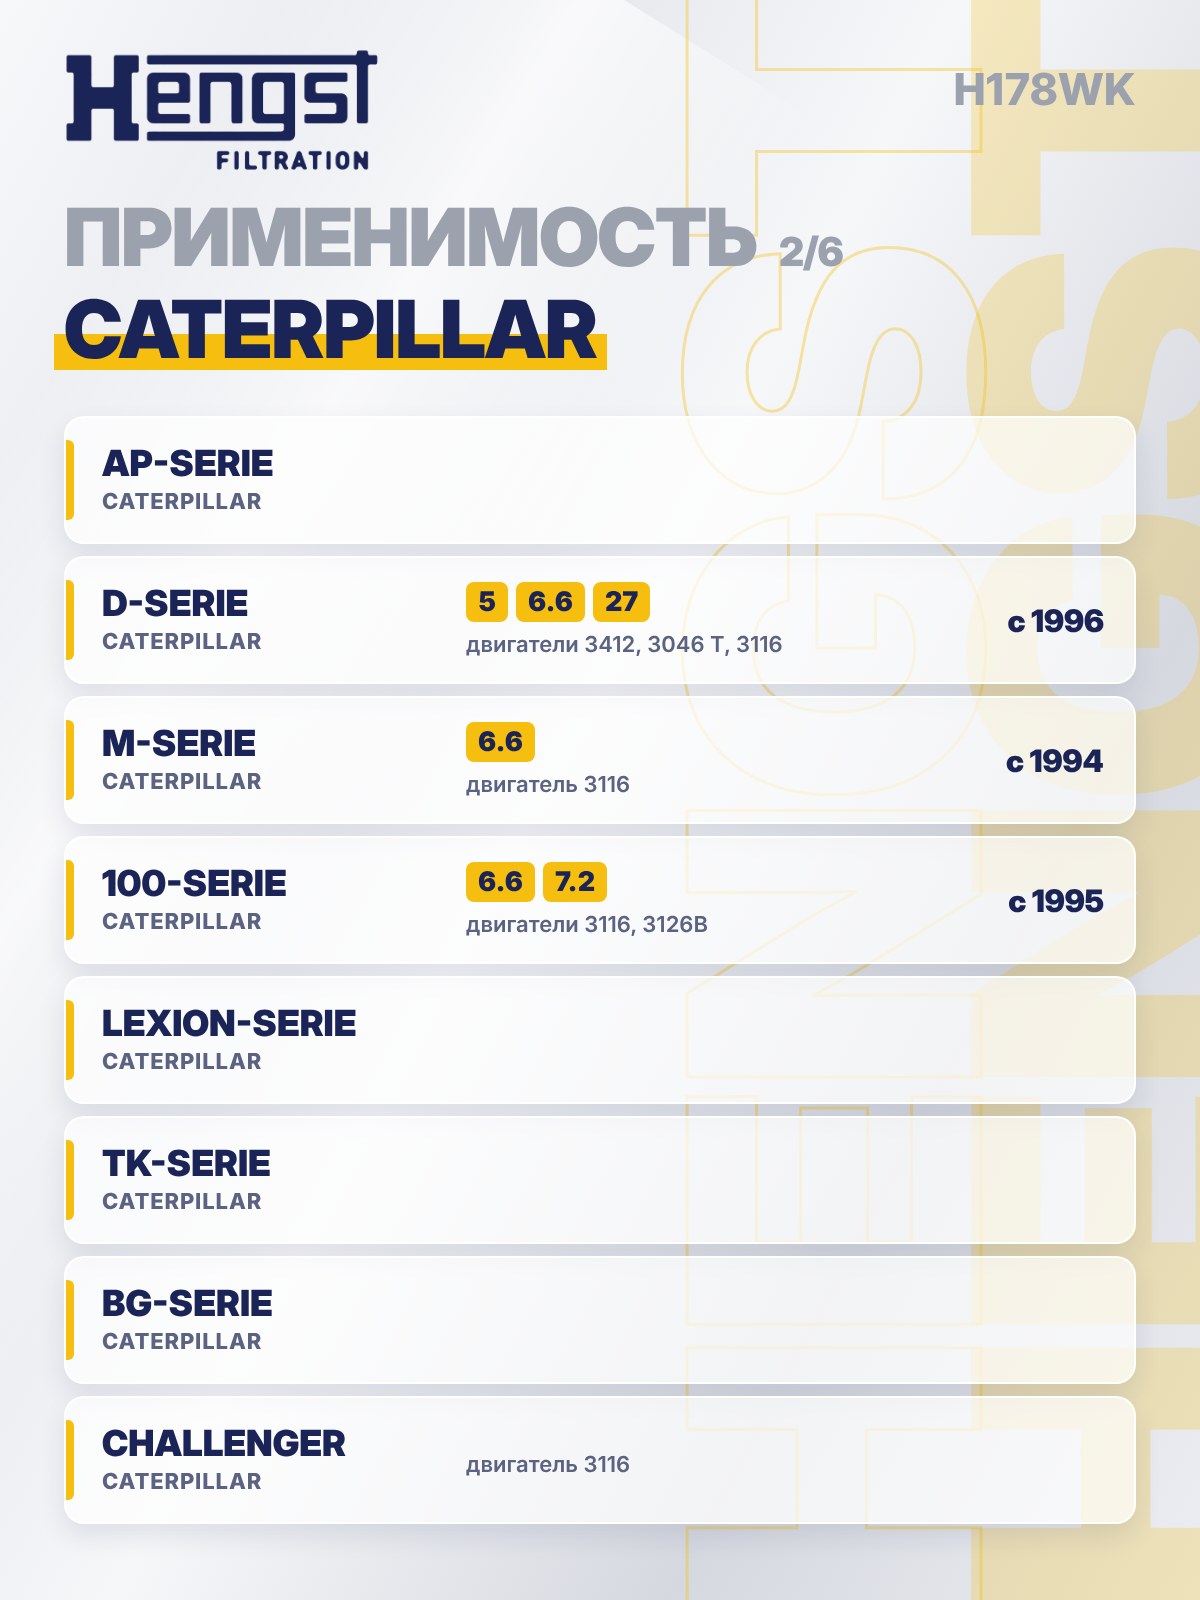 Hengst
FILTRATION
H178WK
ПРИМЕНИМОСТЬ 2/6
CATERPILLAR
AP-SERIE
CATERPILLAR
D-SERIE
CATERPILLAR
5 6.6 27
двигатели 3412, 3046 T, 3116
с 1996
M-SERIE
CATERPILLAR
6.6
двигатель 3116
с 1994
100-SERIE
CATERPILLAR
6.6 7.2
двигатели 3116, 3126B
с 1995
LEXION-SERIE
CATERPILLAR
TK-SERIE
CATERPILLAR
BG-SERIE
CATERPILLAR
CHALLENGER
CATERPILLAR
двигатель 3116
HENGST
HENGST